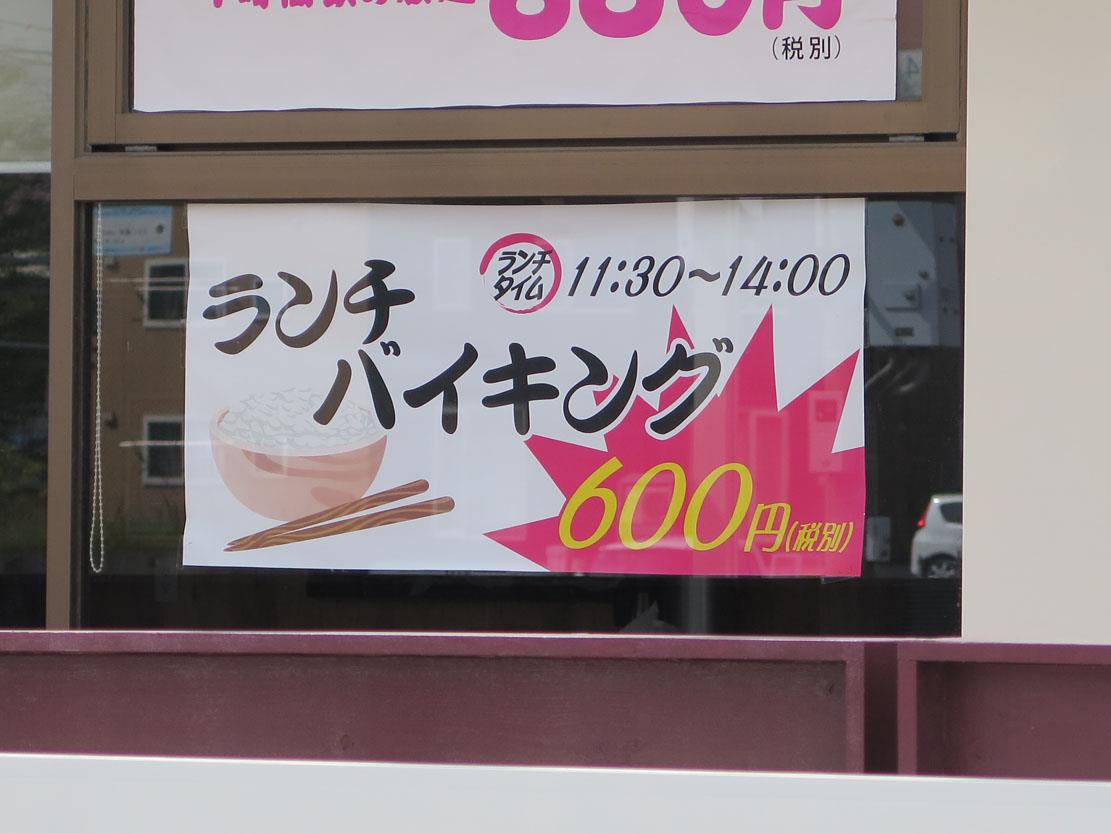 円
(税別)
ランチ
タイム
11:30～14:00
ランチ
バイキング
600円(税別)